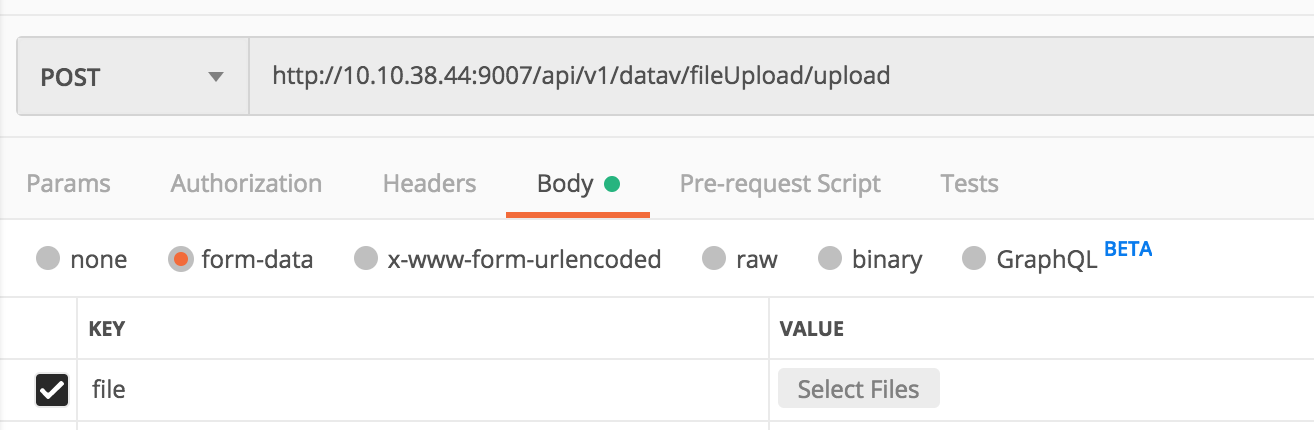 POST http://10.10.38.44:9007/api/v1/datav/fileUpload/upload
Params Authorization Headers Body Pre-request Script Tests
none form-data x-www-form-urlencoded raw binary GraphQL BETA
KEY VALUE
file Select Files